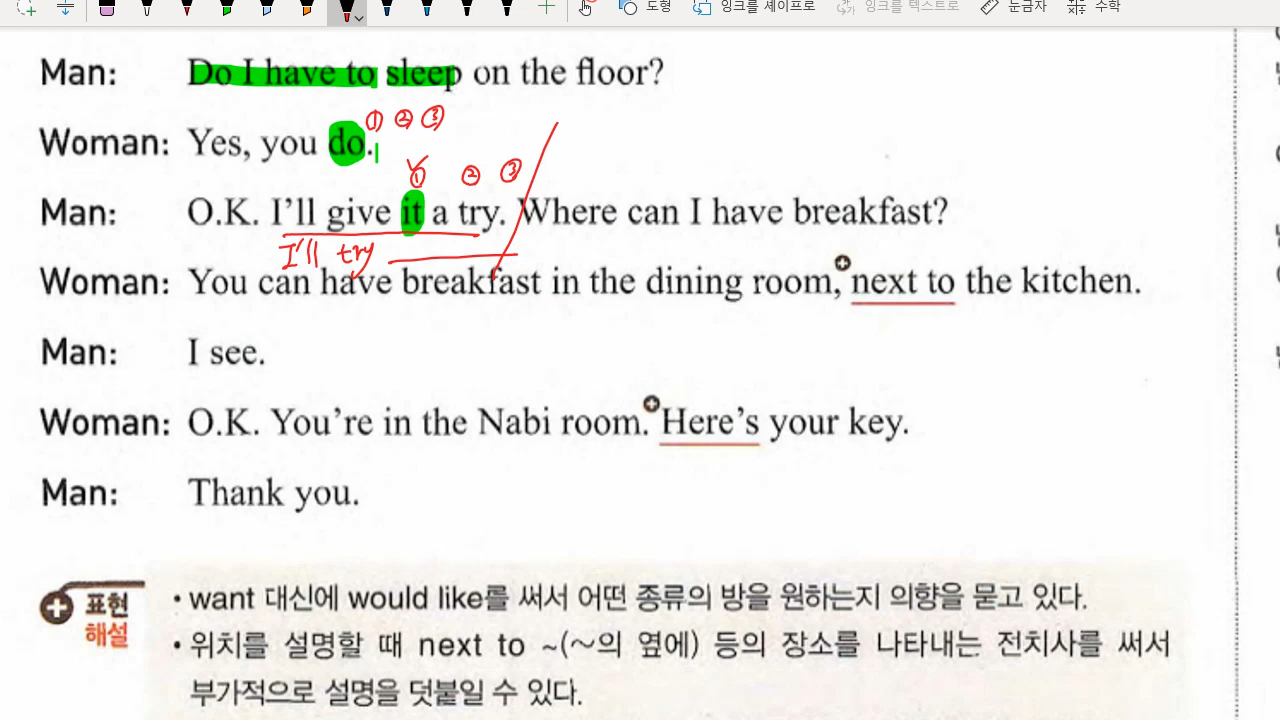 도형 잉크를 셰이프로 잉크를 텍스트로 눈금자 수학
Man: Do I have to sleep on the floor?
① ② ③
Woman: Yes, you do.
① ② ③
Man: O.K. I'll give it a try. Where can I have breakfast?
I'll try
Woman: You can have breakfast in the dining room, next to the kitchen.
Man: I see.
Woman: O.K. You're in the Nabi room. Here's your key.
Man: Thank you.
표현
해설
• want 대신에 would like를 써서 어떤 종류의 방을 원하는지 의향을 묻고 있다.
• 위치를 설명할 때 next to ~(~의 옆에) 등의 장소를 나타내는 전치사를 써서
부가적으로 설명을 덧붙일 수 있다.